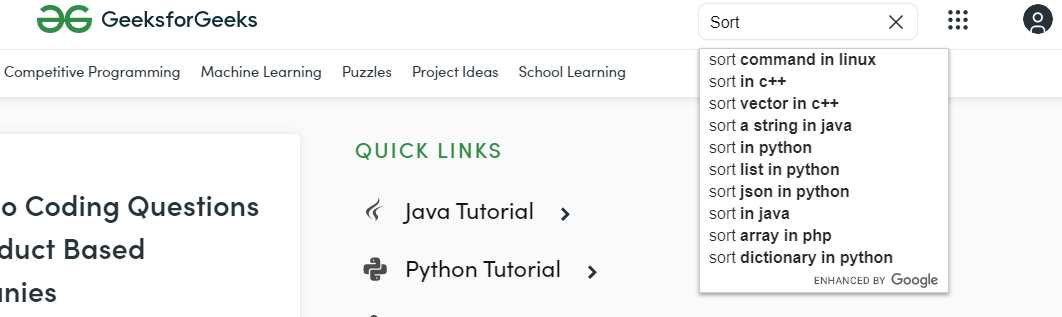 GeeksforGeeks
Sort
Competitive Programming Machine Learning Puzzles Project Ideas School Learning
sort command in linux
sort in c++
sort vector in c++
sort a string in java
sort in python
sort list in python
sort json in python
sort in java
sort array in php
sort dictionary in python
ENHANCED BY Google
o Coding Questions
duct Based
nies
QUICK LINKS
Java Tutorial
Python Tutorial